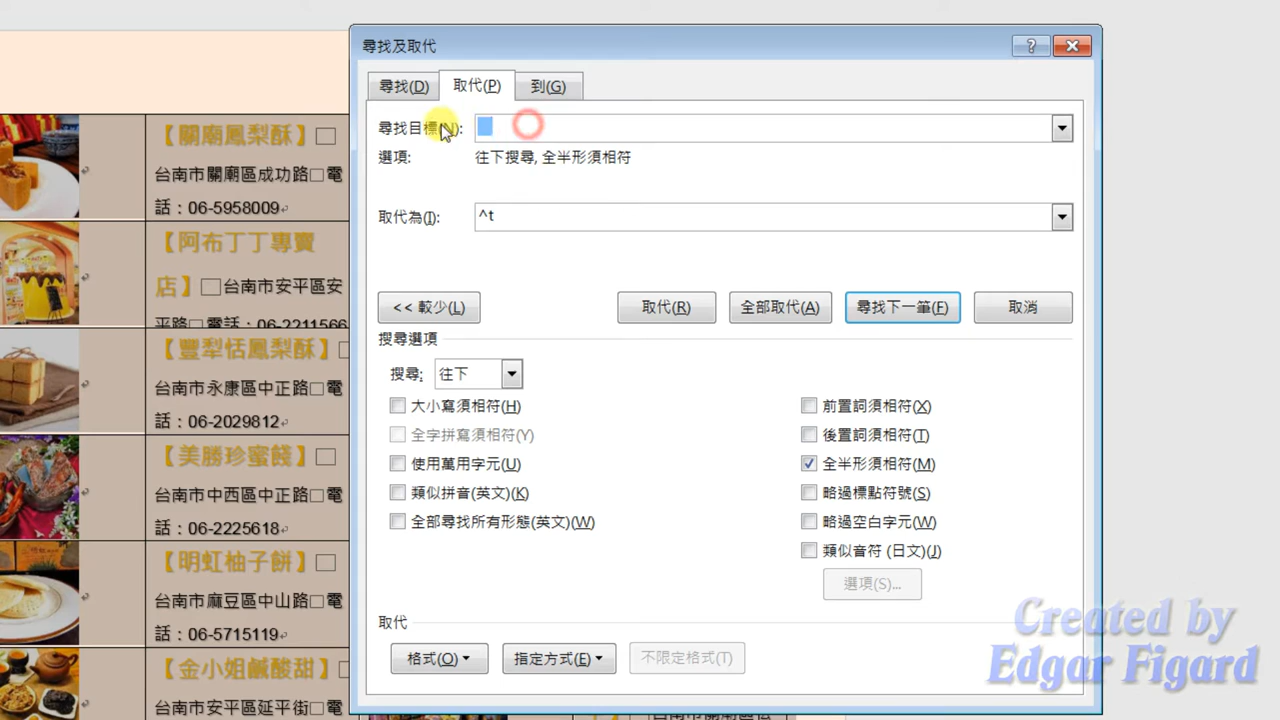 尋找及取代
尋找(D) 取代(P) 到(G)
尋找目標(N):
選項: 往下搜尋, 全半形須相符
取代為(I): ^t
<< 較少(L) 取代(R) 全部取代(A) 尋找下一筆(F) 取消
搜尋選項
搜尋: 往下
大小寫須相符(H)
全字拼寫須相符(Y)
使用萬用字元(U)
類似拼音(英文)(K)
全部尋找所有形態(英文)(W)
前置詞須相符(X)
後置詞須相符(T)
全半形須相符(M)
略過標點符號(S)
略過空白字元(W)
類似音符 (日文)(J)
選項(S)...
取代
格式(O) 指定方式(E) 不限定格式(T)
【關廟鳳梨酥】□
台南市關廟區成功路□電
話：06-5958009
【阿布丁丁專賣
店】□台南市安平區安
平路□電話：06-2211566
【豐犁恬鳳梨酥】□
台南市永康區中正路□電
話：06-2029812
【美勝珍蜜餞】□
台南市中西區中正路□電
話：06-2225618
【明虹柚子餅】□
台南市麻豆區中山路□電
話：06-5715119
【金小姐鹹酸甜】□
台南市安平區延平街□電
Created by
Edgar Figard